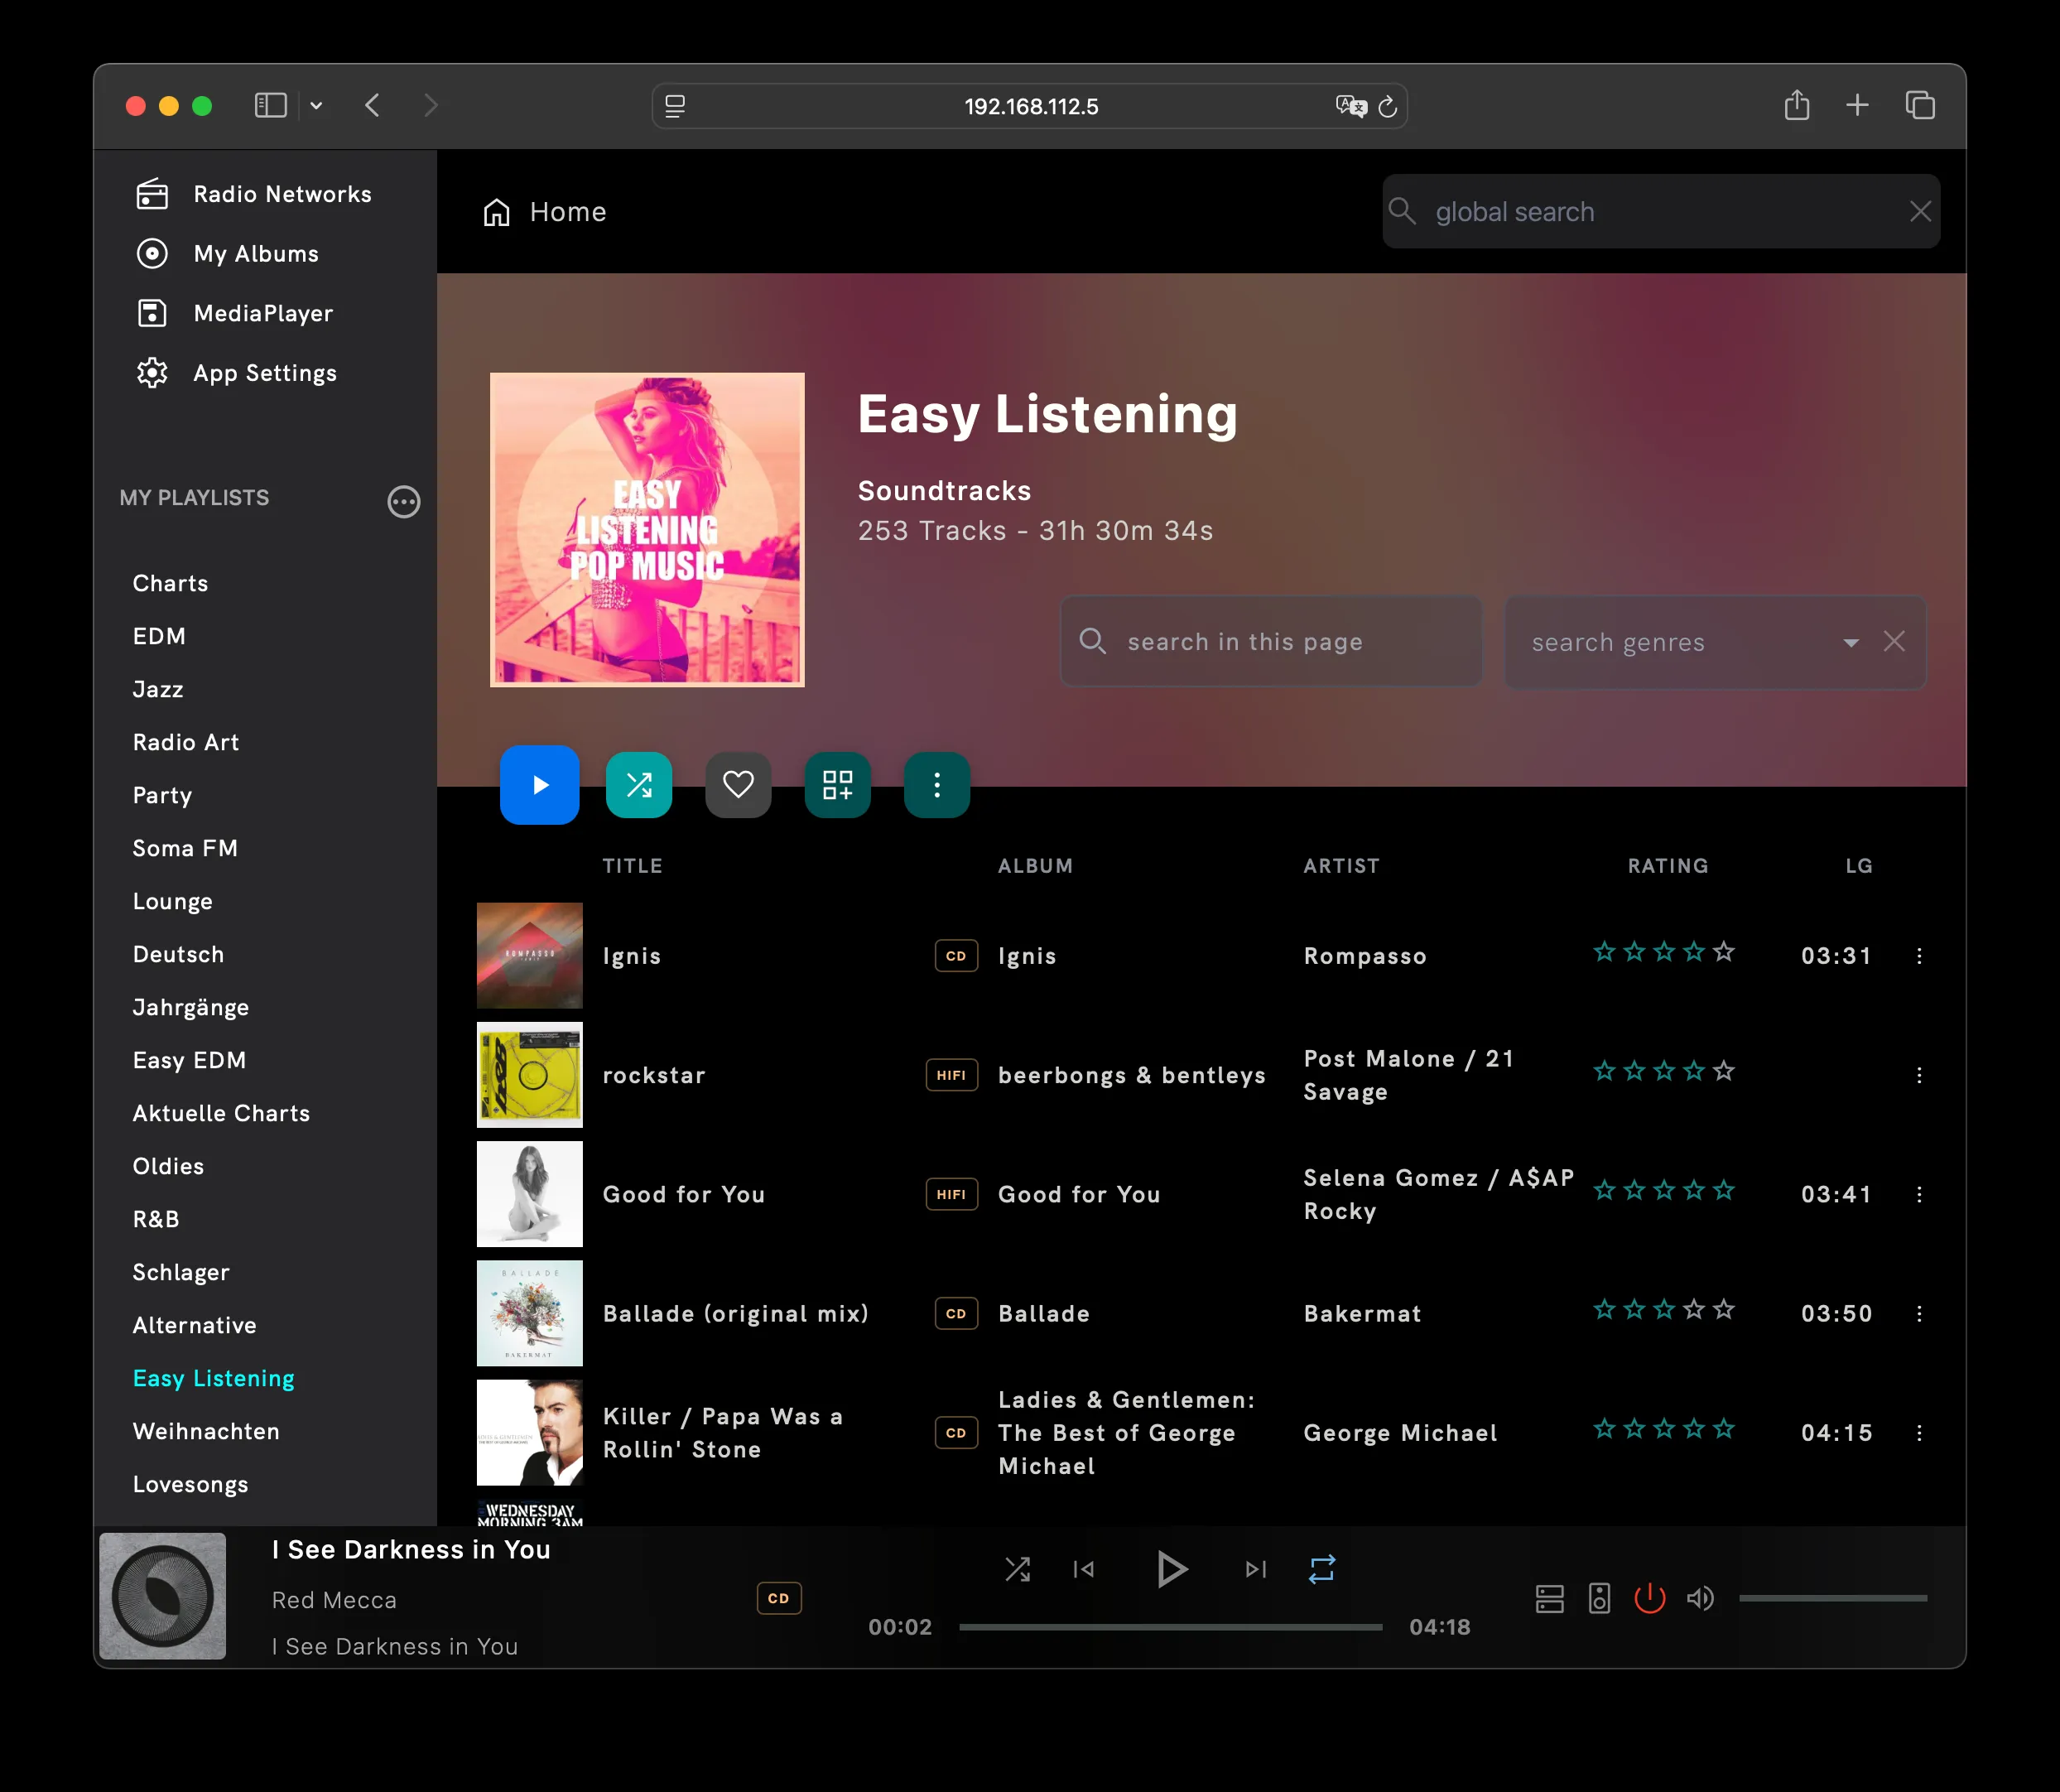 192.168.112.5
Radio Networks
My Albums
MediaPlayer
App Settings
MY PLAYLISTS
Charts
EDM
Jazz
Radio Art
Party
Soma FM
Lounge
Deutsch
Jahrgänge
Easy EDM
Aktuelle Charts
Oldies
R&B
Schlager
Alternative
Easy Listening
Weihnachten
Lovesongs
Home
global search
EASY
LISTENING
POP MUSIC
Easy Listening
Soundtracks
253 Tracks - 31h 30m 34s
search in this page
search genres
TITLE ALBUM ARTIST RATING LG
ROMPASSO
Ignis CD Ignis Rompasso 03:31
rockstar HIFI beerbongs & bentleys Post Malone / 21
Savage
Good for You HIFI Good for You Selena Gomez / A$AP
Rocky 03:41
BALLADE
BAKERMAT
Ballade (original mix) CD Ballade Bakermat 03:50
Killer / Papa Was a
Rollin' Stone
CD
Ladies & Gentlemen:
The Best of George
Michael
George Michael
04:15
WEDNESDAY
MORNING 3AM
I See Darkness in You
Red Mecca
I See Darkness in You
CD
00:02 04:18